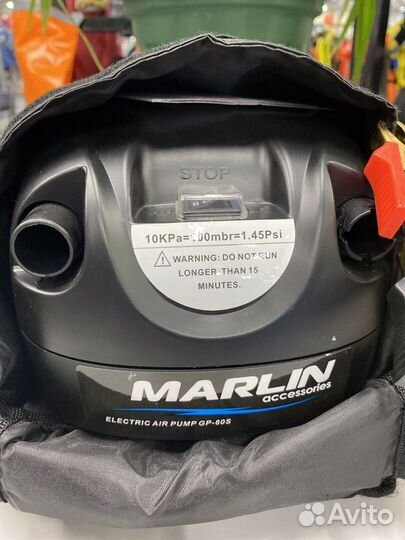 STOP
10KPa=100mbr=1.45Psi
WARNING: DO NOT RUN
LONGER THAN 15
MINUTES.
MARLIN
accessories
ELECTRIC AIR PUMP GP-80S
Avito